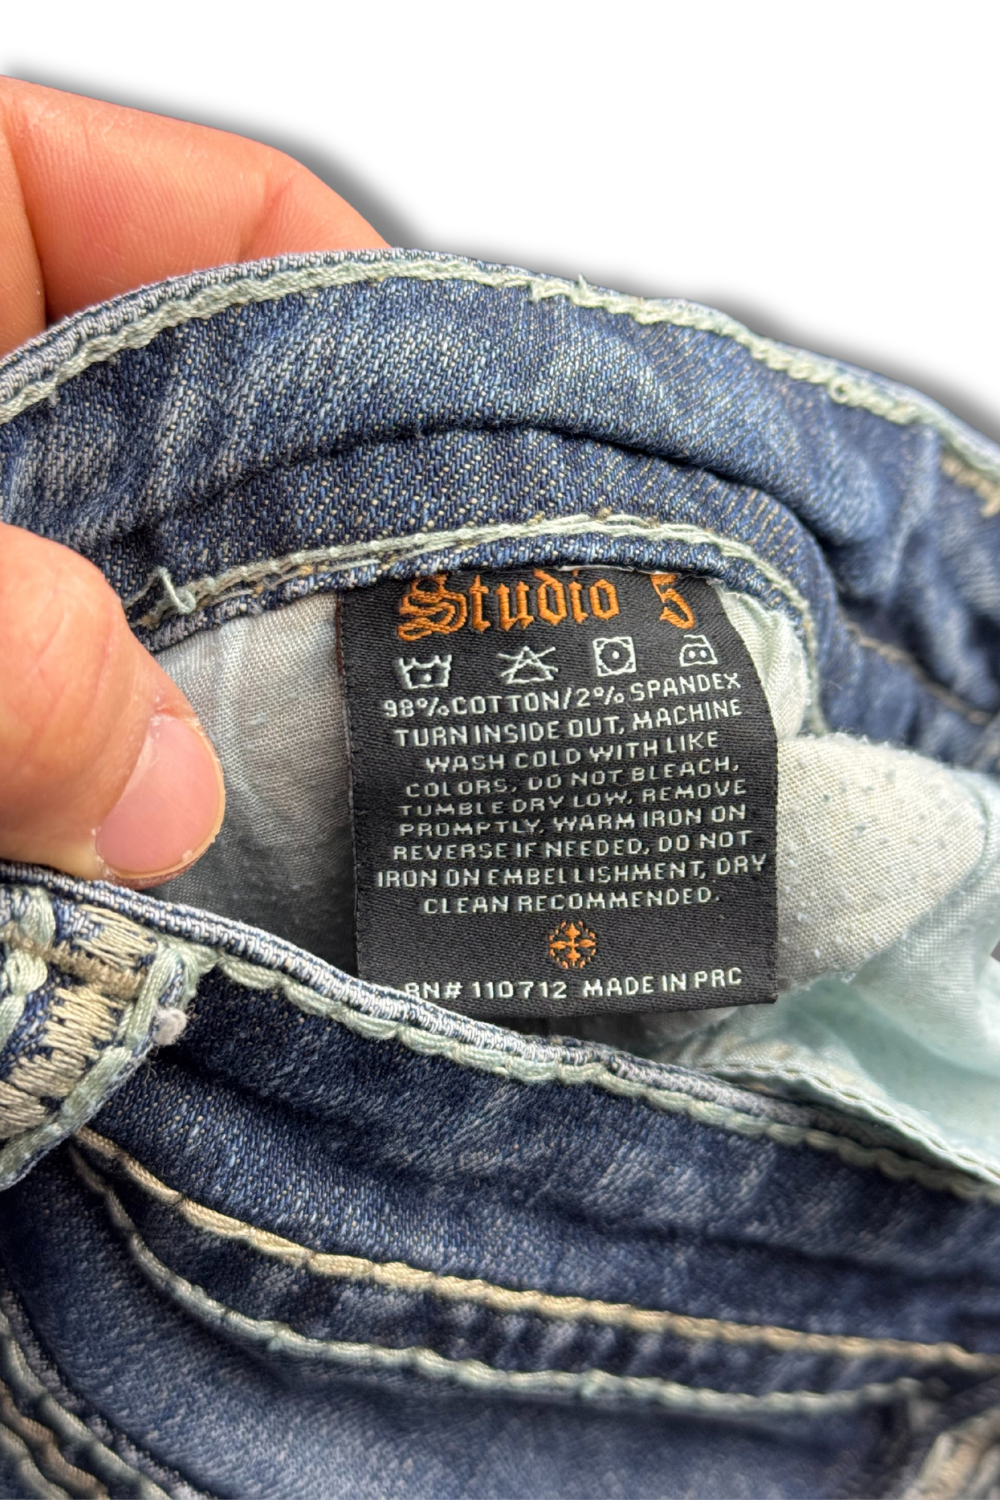 Studio 5
98%COTTON/2% SPANDEX
TURN INSIDE OUT, MACHINE
WASH COLD WITH LIKE
COLORS, DO NOT BLEACH,
TUMBLE DRY LOW, REMOVE
PROMPTLY, WARM IRON ON
REVERSE IF NEEDED, DO NOT
IRON ON EMBELLISHMENT, DRY
CLEAN RECOMMENDED.
RN# 110712 MADE IN PRC